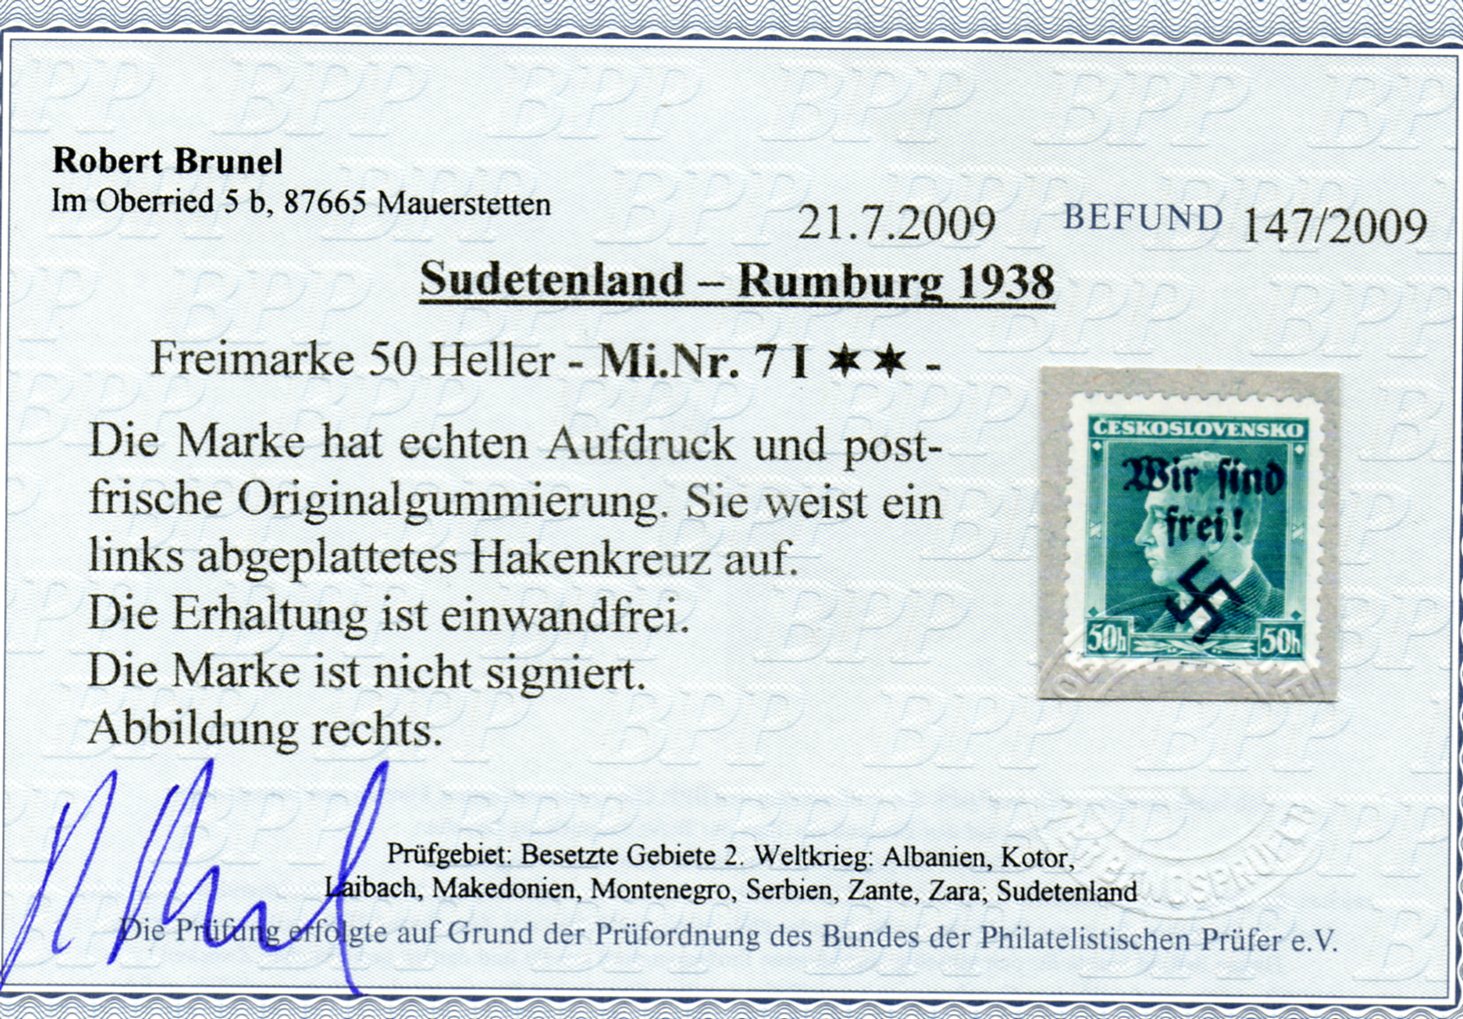 Robert Brunel
Im Oberried 5 b, 87665 Mauerstetten
21.7.2009 BEFUND 147/2009
Sudetenland – Rumburg 1938
Freimarke 50 Heller - Mi.Nr. 7 I ✶✶ -
Die Marke hat echten Aufdruck und post-
frische Originalgummierung. Sie weist ein
links abgeplattetes Hakenkreuz auf.
Die Erhaltung ist einwandfrei.
Die Marke ist nicht signiert.
Abbildung rechts.
ČESKOSLOVENSKO
Wir sind
frei!
50h 50h
Prüfgebiet: Besetzte Gebiete 2. Weltkrieg: Albanien, Kotor,
Laibach, Makedonien, Montenegro, Serbien, Zante, Zara; Sudetenland
Die Prüfung erfolgte auf Grund der Prüfordnung des Bundes der Philatelistischen Prüfer e.V.
BPP